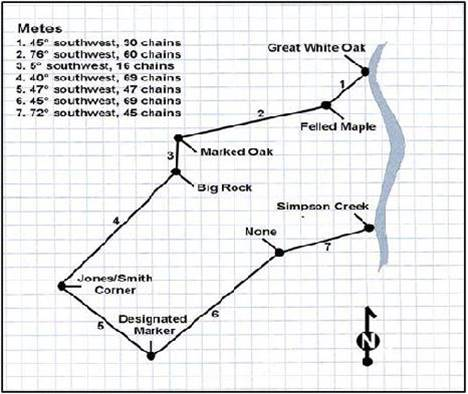 Metes
1. 45° southwest, 30 chains
2. 76° southwest, 60 chains
3. 5° southwest, 16 chains
4. 40° southwest, 69 chains
5. 47° southwest, 47 chains
6. 45° southwest, 69 chains
7. 72° southwest, 45 chains
Great White Oak
1
2
Felled Maple
Marked Oak
3
Big Rock
Simpson Creek
4
None
7
Jones/Smith
Corner
6
Designated
Marker
5
N